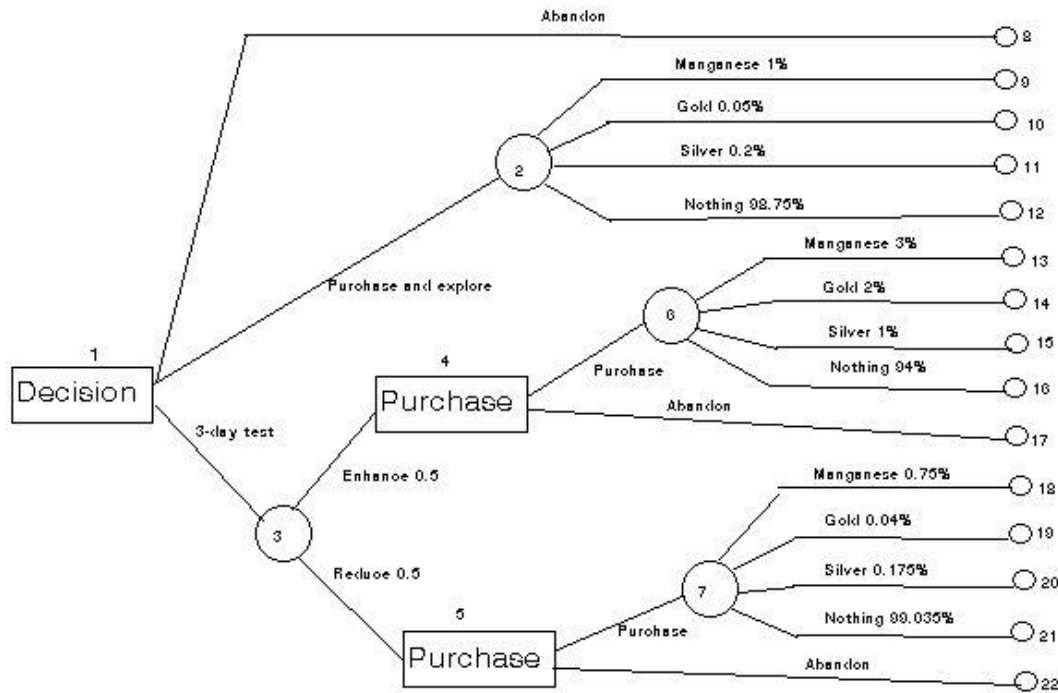 Abandon
8
Manganese 1%
9
Gold 0.05%
10
Silver 0.2%
11
2
Nothing 98.75%
12
Purchase and explore
Manganese 3%
13
Gold 2%
14
6
Silver 1%
15
Nothing 94%
16
1
Decision
4
Purchase
Purchase
Abandon
17
3-day test
Enhance 0.5
3
Reduce 0.5
Manganese 0.75%
18
Gold 0.04%
19
Silver 0.175%
20
7
Nothing 99.035%
21
5
Purchase
Purchase
Abandon
22